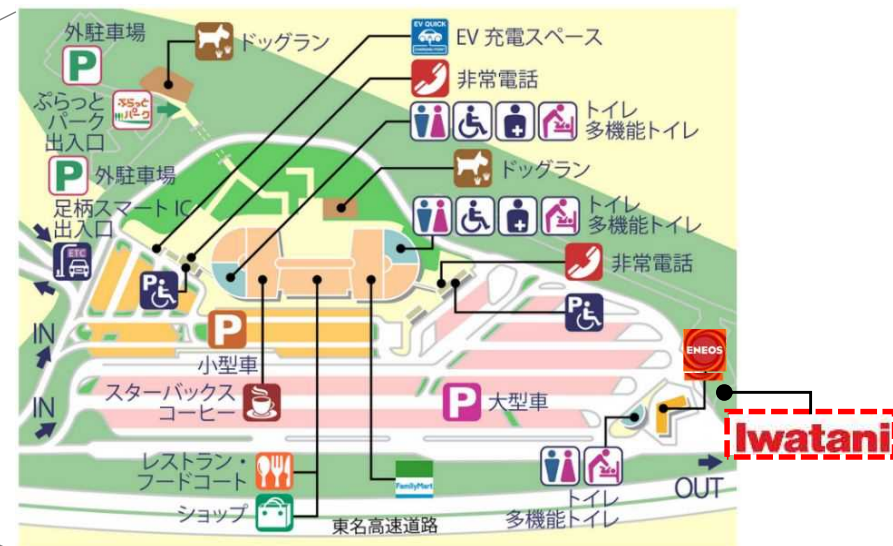 外駐車場
P
ドッグラン
EV QUICK
EV 充電スペース
非常電話
ぷらっと
パーク
出入口
ぷらっと
パーク
トイレ
多機能トイレ
P
外駐車場
ドッグラン
足柄スマートIC
出入口
トイレ
多機能トイレ
ETC
P
非常電話
P
IN
P
小型車
ENEOS
スターバックス
コーヒー
IN
P
大型車
Iwatani
レストラン・
フードコート
FamilyMart
OUT
ショップ
トイレ
多機能トイレ
東名高速道路